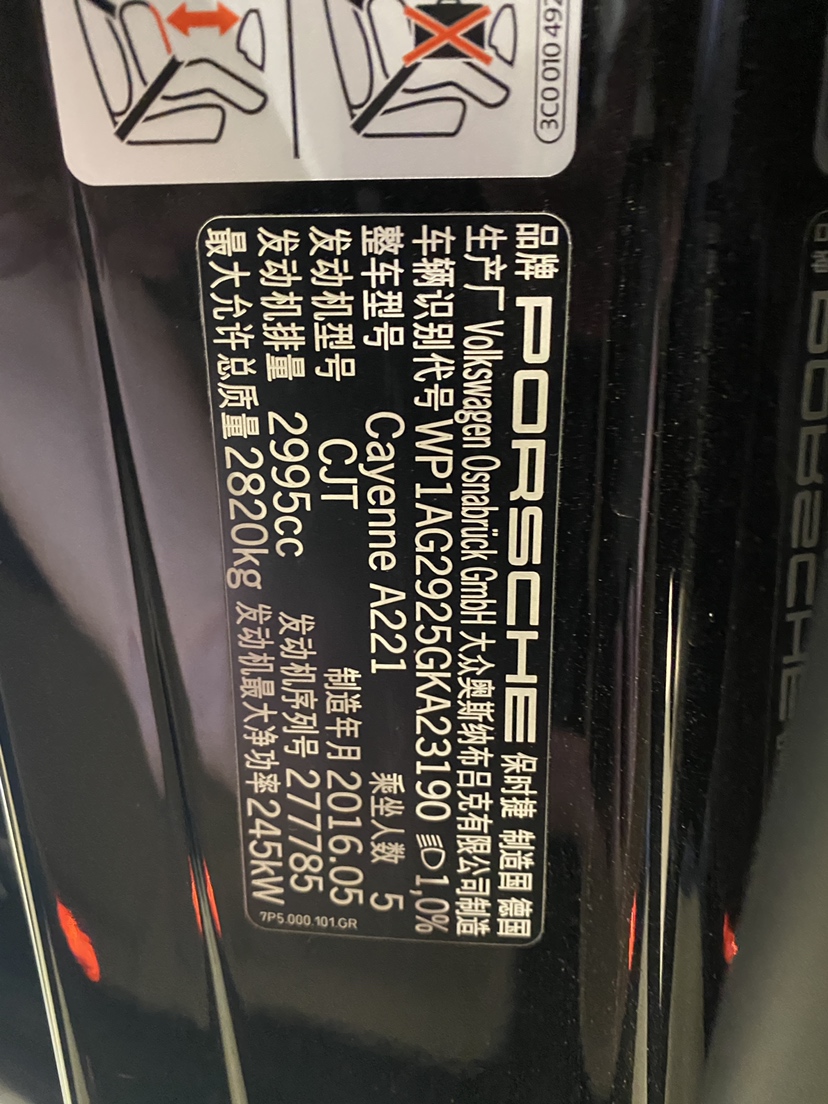 3C0 010 492
品牌 PORSCHE 保时捷 制造国 德国
生产厂 Volkswagen Osnabrück GmbH 大众奥斯纳布吕克有限公司制造
车辆识别代号 WP1AG2925GKA23190 1,0%
整车型号 Cayenne A221 乘坐人数 5
发动机型号 CJT 制造年月 2016.05
发动机排量 2995cc 发动机序列号 277785
最大允许总质量 2820kg 发动机最大净功率 245kW
7P5.000.101.GR
品
PORSCHE